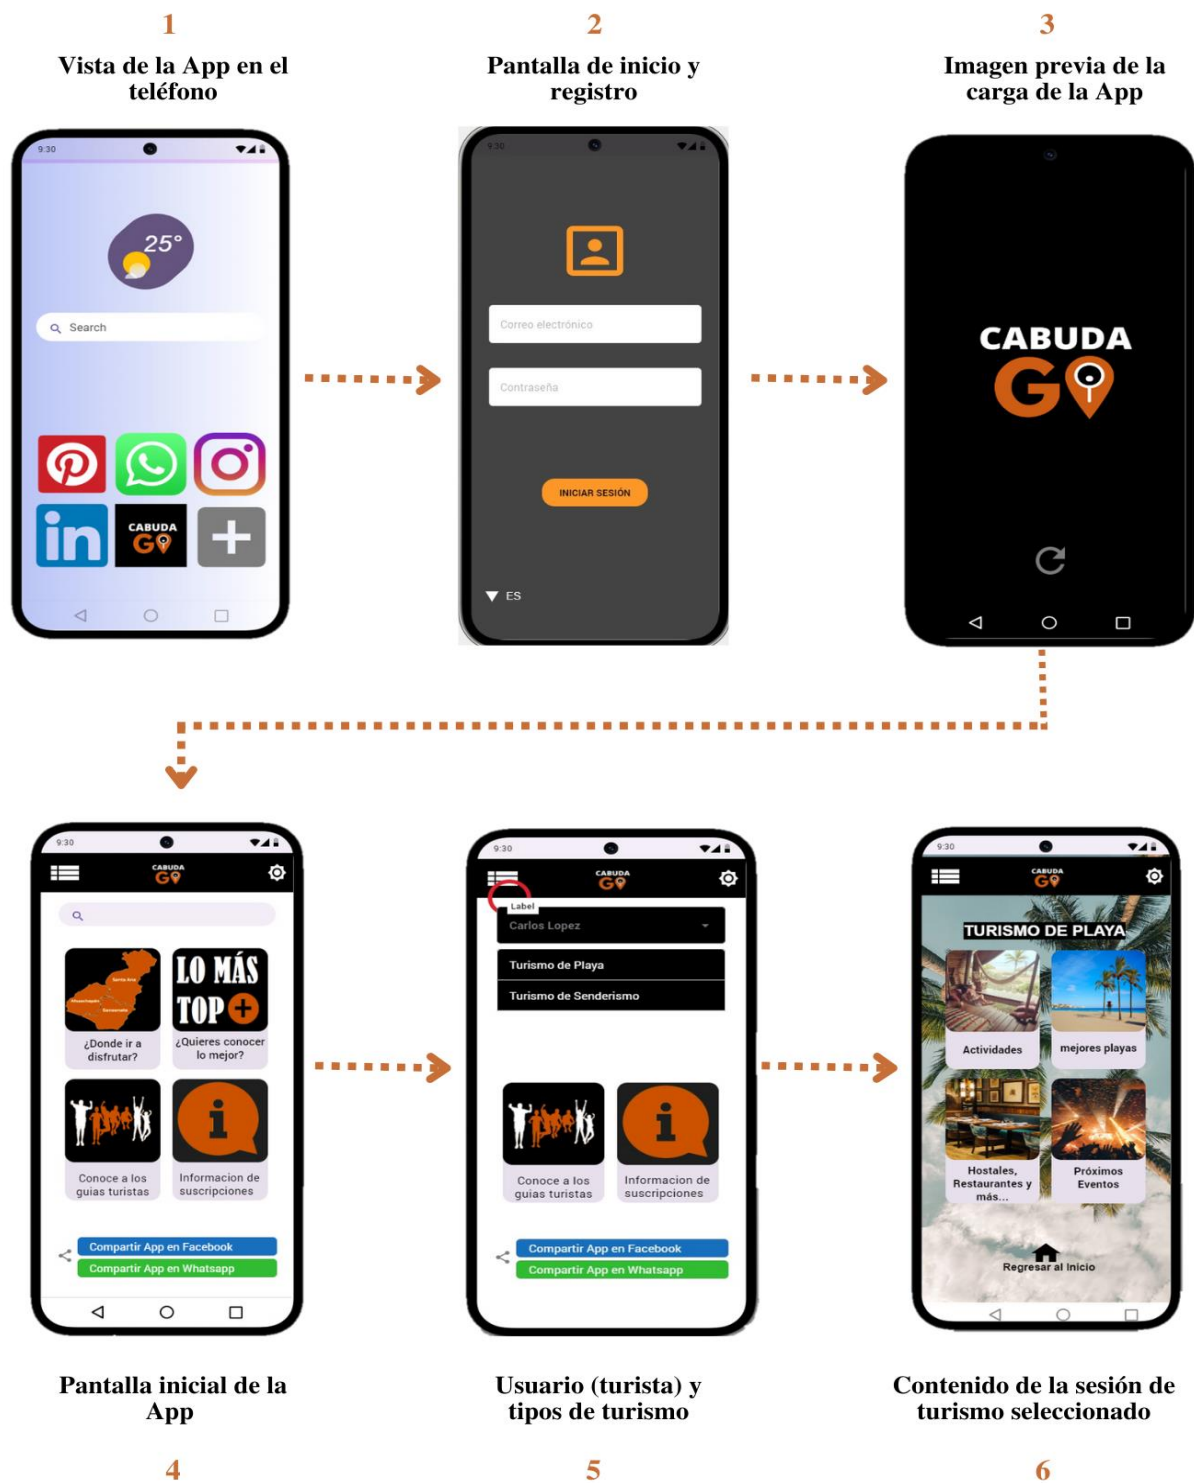 1
Vista de la App en el
teléfono
2
Pantalla de inicio y
registro
3
Imagen previa de la
carga de la App
9:30
25°
Search
CABUDA
GO
9:30
Correo electrónico
Contraseña
INICIAR SESIÓN
ES
CABUDA
GO
9:30
CABUDA
GO
Santa Ana
Ahuachapán
Sonsonate
LO MÁS
TOP +
¿Donde ir a
disfrutar?
¿Quieres conocer
lo mejor?
Conoce a los
guias turistas
Informacion de
suscripciones
Compartir App en Facebook
Compartir App en Whatsapp
9:30
CABUDA
GO
Label
Carlos Lopez
Turismo de Playa
Turismo de Senderismo
Conoce a los
guias turistas
Informacion de
suscripciones
Compartir App en Facebook
Compartir App en Whatsapp
9:30
CABUDA
GO
TURISMO DE PLAYA
Actividades
mejores playas
Hostales,
Restaurantes y
más...
Próximos
Eventos
Regresar al Inicio
Pantalla inicial de la
App
4
Usuario (turista) y
tipos de turismo
5
Contenido de la sesión de
turismo seleccionado
6